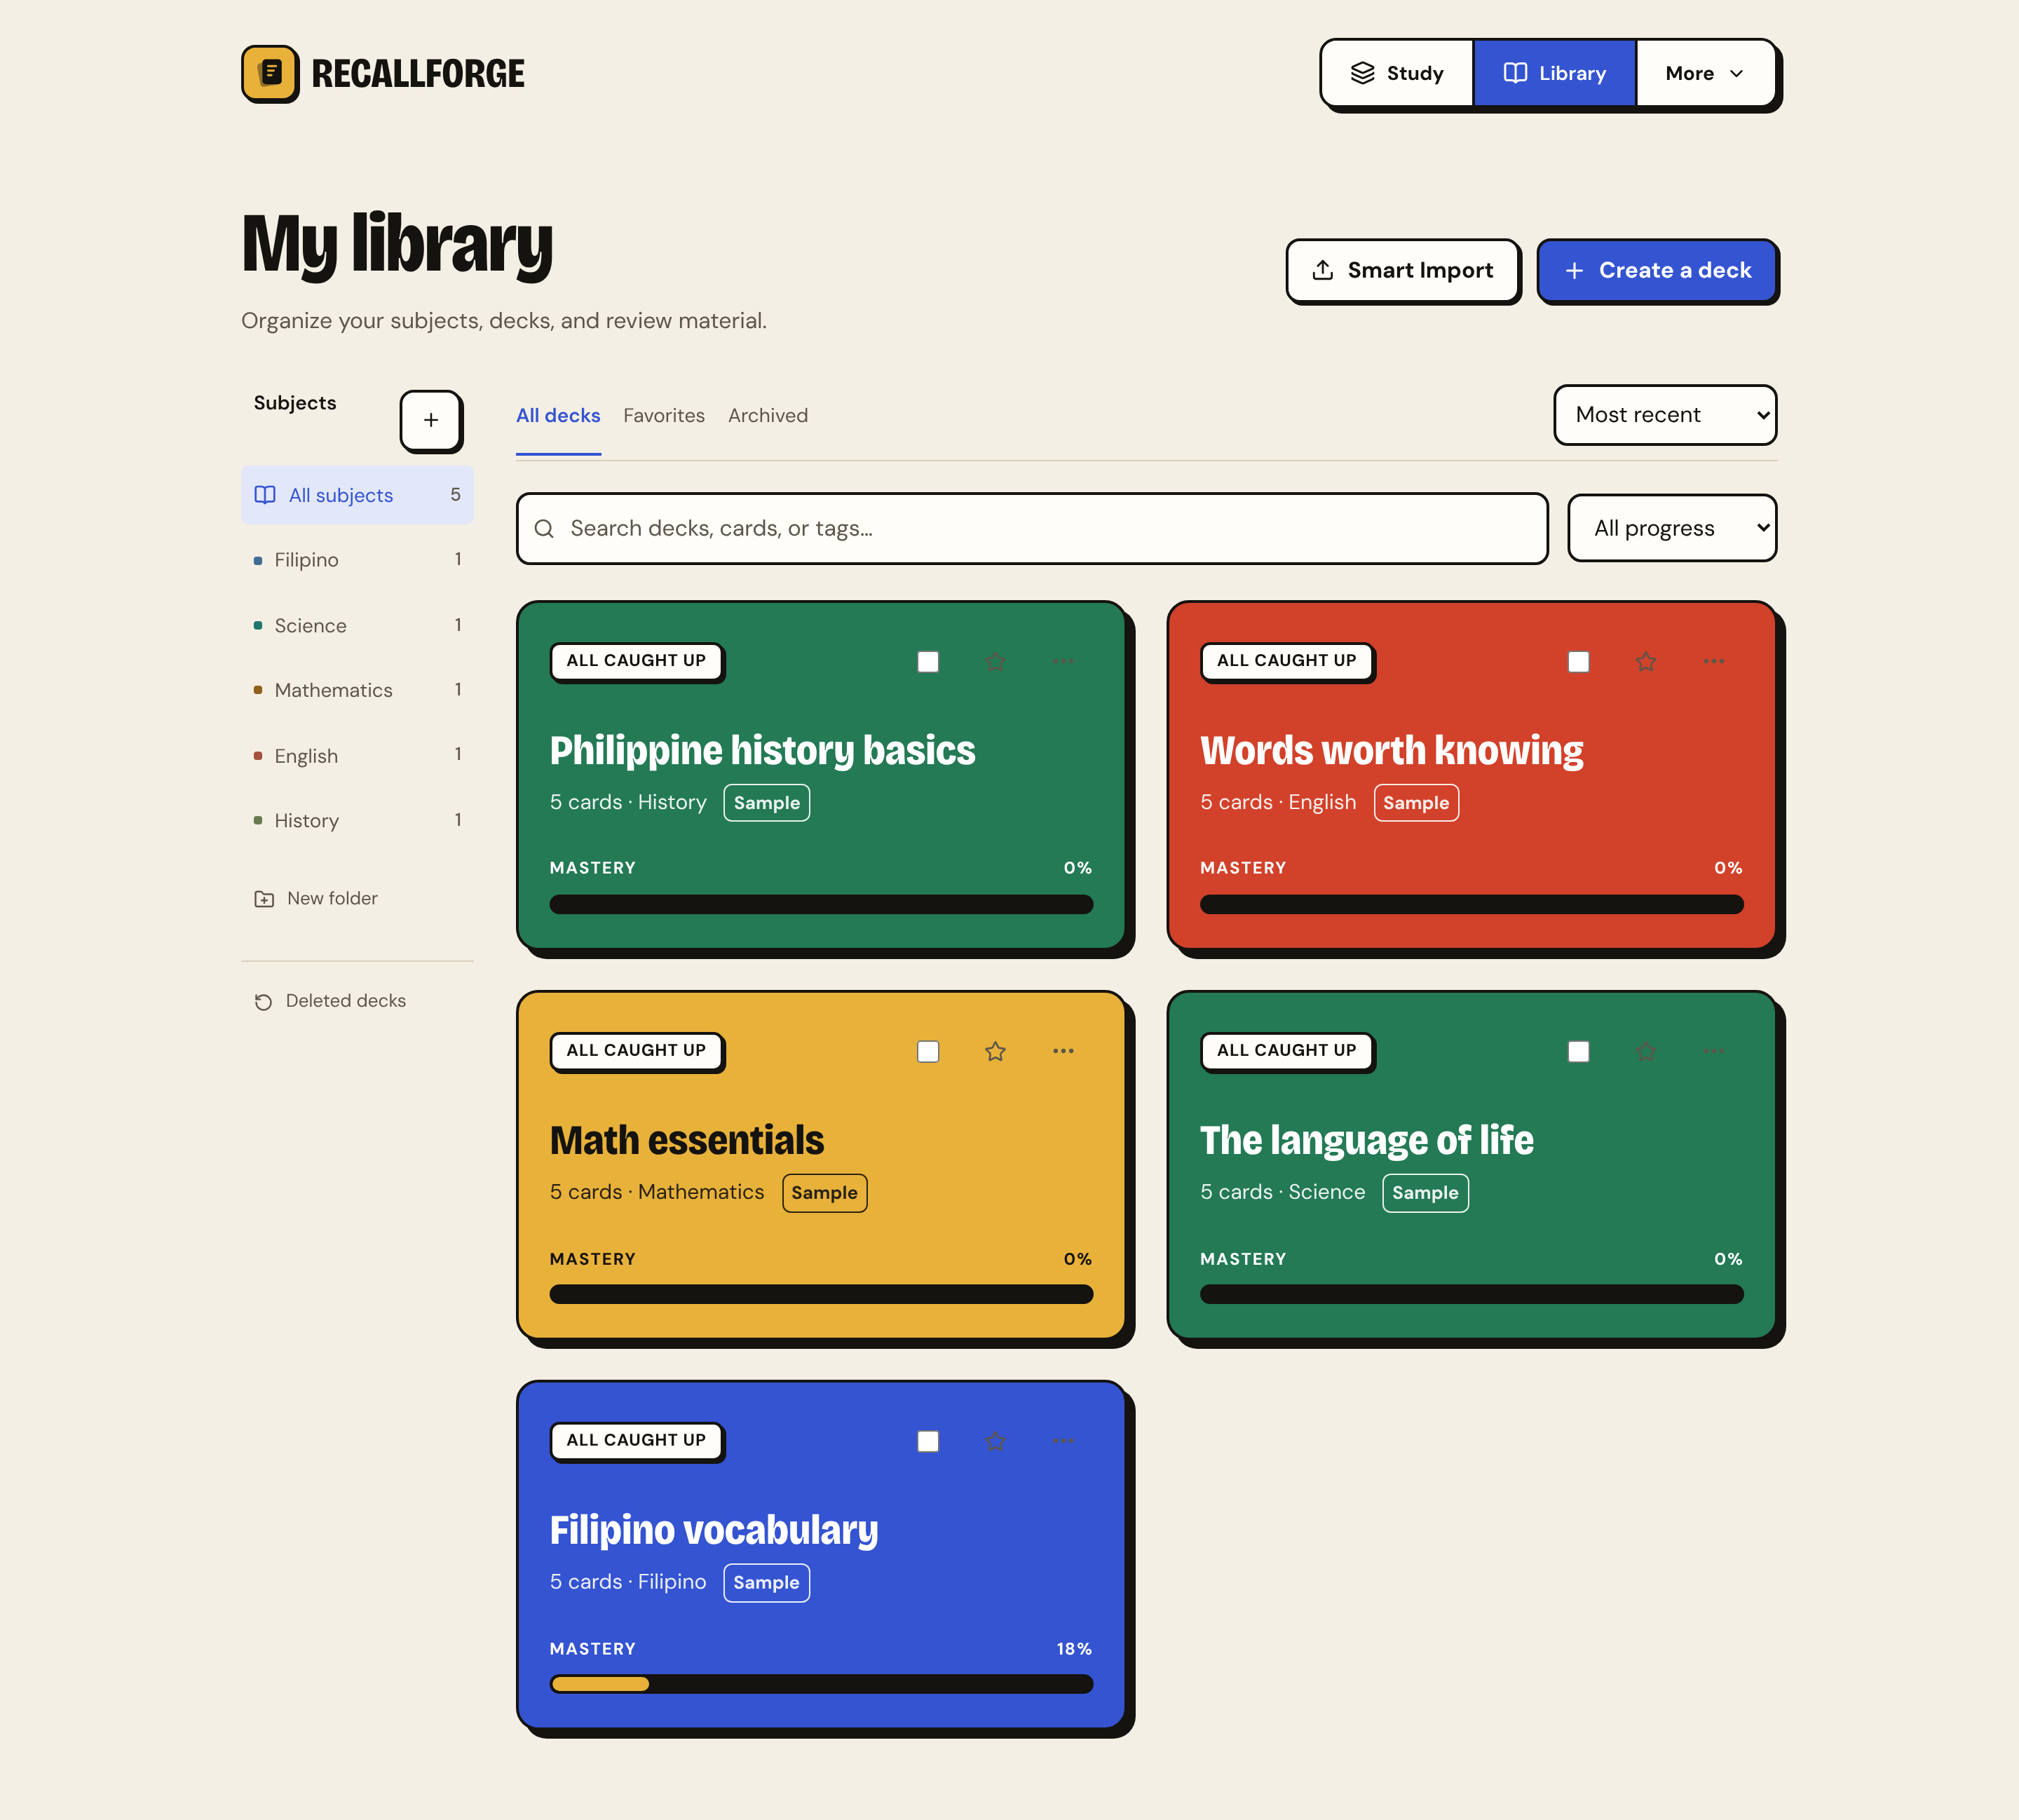 RECALLFORGE
Study
Library
More
My library
Organize your subjects, decks, and review material.
Smart Import
Create a deck
Subjects
All subjects 5
Filipino 1
Science 1
Mathematics 1
English 1
History 1
New folder
Deleted decks
All decks
Favorites
Archived
Most recent
Search decks, cards, or tags...
All progress
ALL CAUGHT UP
Philippine history basics
5 cards · History Sample
MASTERY 0%
ALL CAUGHT UP
Words worth knowing
5 cards · English Sample
MASTERY 0%
ALL CAUGHT UP
Math essentials
5 cards · Mathematics Sample
MASTERY 0%
ALL CAUGHT UP
The language of life
5 cards · Science Sample
MASTERY 0%
ALL CAUGHT UP
Filipino vocabulary
5 cards · Filipino Sample
MASTERY 18%